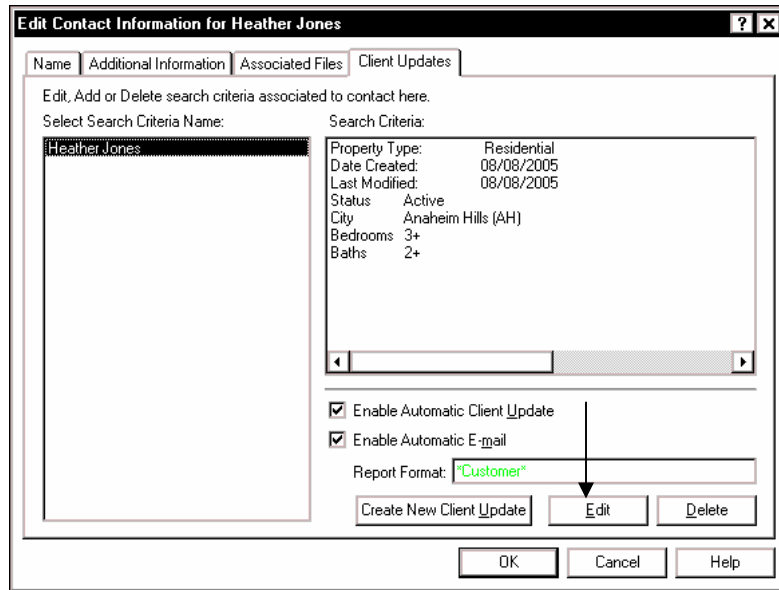 Edit Contact Information for Heather Jones
Name Additional Information Associated Files Client Updates
Edit, Add or Delete search criteria associated to contact here.
Select Search Criteria Name:
Heather Jones
Search Criteria:
Property Type: Residential
Date Created: 08/08/2005
Last Modified: 08/08/2005
Status Active
City Anaheim Hills (AH)
Bedrooms 3+
Baths 2+
Enable Automatic Client Update
Enable Automatic E-mail
Report Format: *Customer*
Create New Client Update Edit Delete
OK Cancel Help